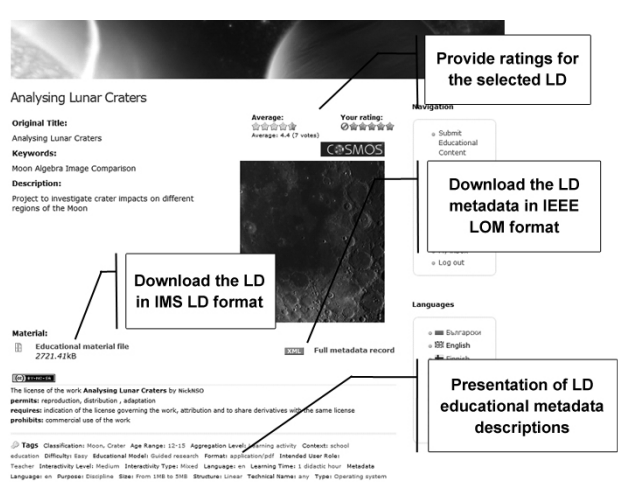 Provide ratings for
the selected LD
Analysing Lunar Craters
Original Title:
Analysing Lunar Craters
Keywords:
Moon Algebra Image Comparison
Description:
Project to investigate crater impacts on different
regions of the Moon
Average:
Average: 4.4 (7 votes)
Your rating:
COSMOS
Navigation
Submit
Educational
Content
Download the LD
metadata in IEEE
LOM format
Log out
Download the LD
in IMS LD format
Languages
Български
English
Material:
Educational material file
2721.41kB
XML Full metadata record
Presentation of LD
educational metadata
descriptions
The license of the work Analysing Lunar Craters by NickNSO
permits: reproduction, distribution , adaptation
requires: indication of the license governing the work, attribution and to share derivatives with the same license
prohibits: commercial use of the work
Tags Classification: Moon, Crater Age Range: 12-15 Aggregation Level: Learning activity Context: school
education Difficulty: Easy Educational Model: Guided research Format: application/pdf Intended User Role:
Teacher Interactivity Level: Medium Interactivity Type: Mixed Language: en Learning Time: 1 didactic hour Metadata
Language: en Purpose: Discipline Size: From 1MB to 5MB Structure: Linear Technical Name: any Type: Operating system